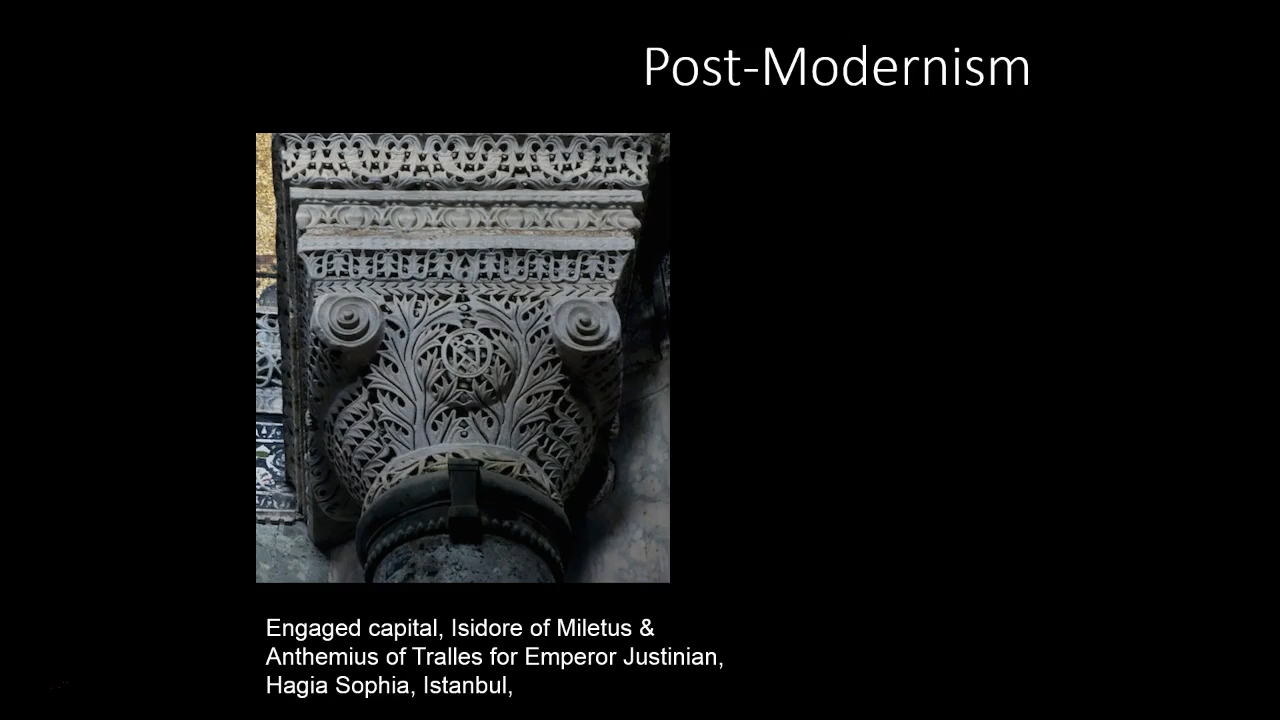 Post-Modernism
Engaged capital, Isidore of Miletus &
Anthemius of Tralles for Emperor Justinian,
Hagia Sophia, Istanbul,